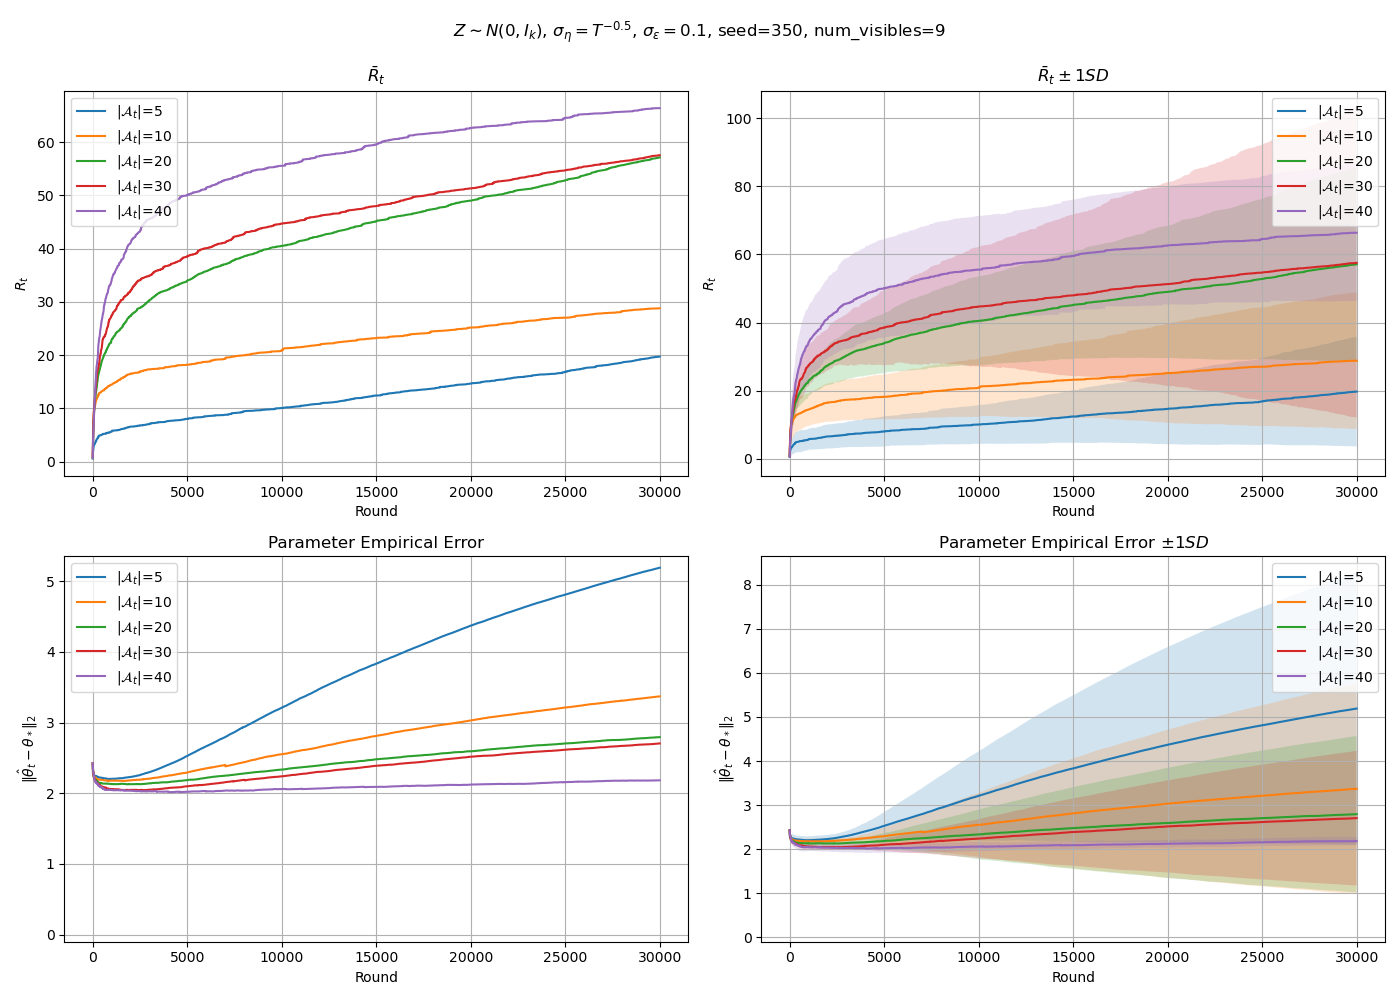 Z ~ N(0, I_k), σ_η = T^{−0.5}, σ_ε = 0.1, seed=350, num_visibles=9
R̄_t
R_t
60
50
40
30
20
10
0
|𝒜_t|=5
|𝒜_t|=10
|𝒜_t|=20
|𝒜_t|=30
|𝒜_t|=40
0 5000 10000 15000 20000 25000 30000
Round
R̄_t ± 1SD
R_t
100
80
60
40
20
0
|𝒜_t|=5
|𝒜_t|=10
|𝒜_t|=20
|𝒜_t|=30
|𝒜_t|=40
0 5000 10000 15000 20000 25000 30000
Round
Parameter Empirical Error
‖θ̂_t − θ_*‖_2
5
4
3
2
1
0
|𝒜_t|=5
|𝒜_t|=10
|𝒜_t|=20
|𝒜_t|=30
|𝒜_t|=40
0 5000 10000 15000 20000 25000 30000
Round
Parameter Empirical Error ±1SD
‖θ̂_t − θ_*‖_2
8
7
6
5
4
3
2
1
0
|𝒜_t|=5
|𝒜_t|=10
|𝒜_t|=20
|𝒜_t|=30
|𝒜_t|=40
0 5000 10000 15000 20000 25000 30000
Round